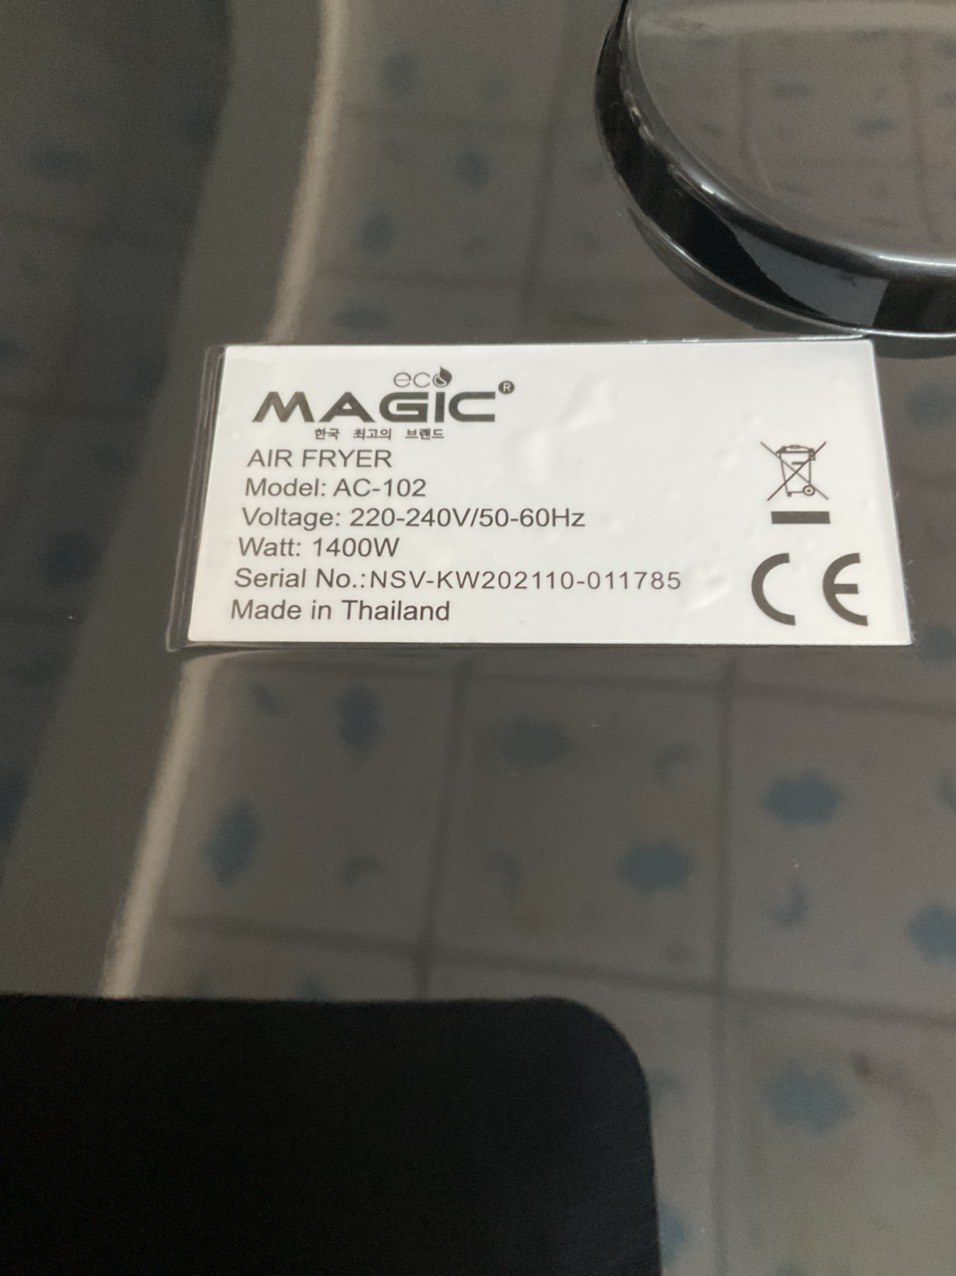 eco
MAGIC®
한국 최고의 브랜드
AIR FRYER
Model: AC-102
Voltage: 220-240V/50-60Hz
Watt: 1400W
Serial No.:NSV-KW202110-011785
Made in Thailand
CE